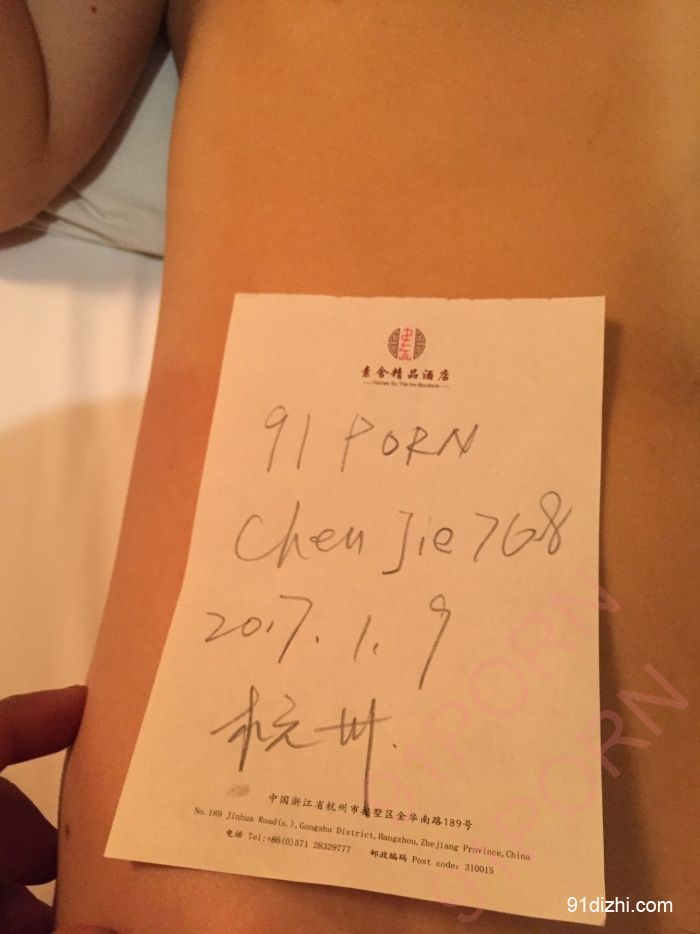 素舍精品酒店
91 PORN
Chen Jie 768
2017.1.9
杭州.
中国浙江省杭州市拱墅区金华南路189号
No.189 Jinhua Road(s.),Gongshu District,Hangzhou,Zhejiang Province,China
电话 Tel:+86(0)571 28329777 邮政编码 Post code: 310015
91PORN
91PORN
91dizhi.com